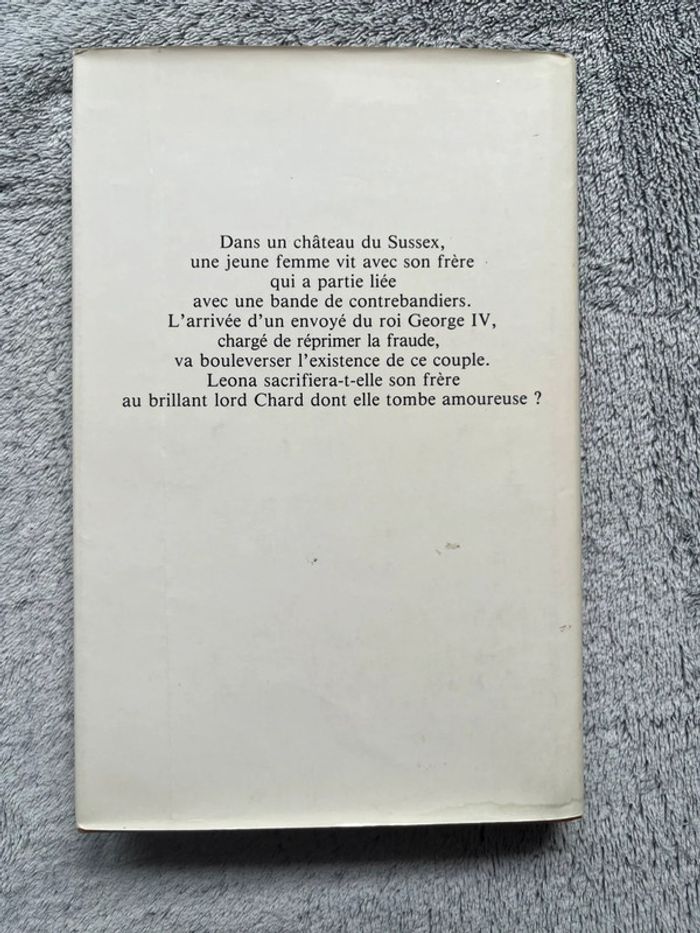 Dans un château du Sussex,
une jeune femme vit avec son frère
qui a partie liée
avec une bande de contrebandiers.
L'arrivée d'un envoyé du roi George IV,
chargé de réprimer la fraude,
va bouleverser l'existence de ce couple.
Leona sacrifiera-t-elle son frère
au brillant lord Chard dont elle tombe amoureuse ?